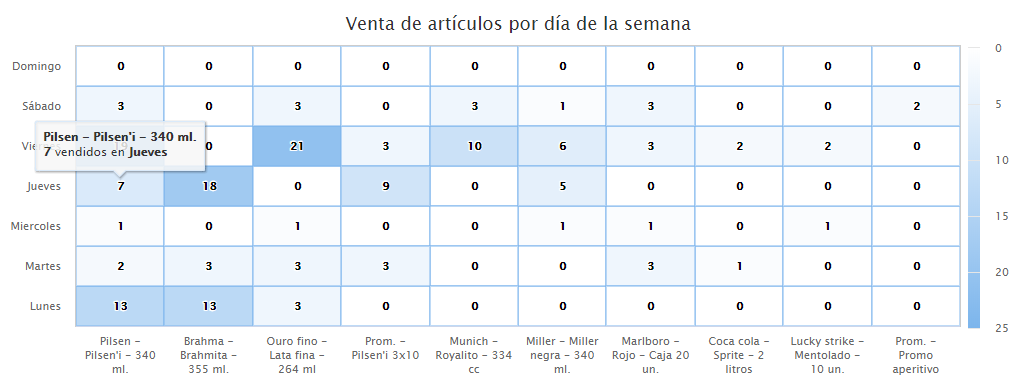 Venta de artículos por día de la semana
Domingo 0 0 0 0 0 0 0 0 0 0
Sábado 3 0 3 0 3 1 3 0 0 2
Pilsen - Pilsen'i - 340 ml.
7 vendidos en Jueves
0 21 3 10 6 3 2 2 0
Jueves 7 18 0 9 0 5 0 0 0 0
Miercoles 1 0 1 0 0 1 1 0 1 0
Martes 2 3 3 3 0 0 3 1 0 0
Lunes 13 13 3 0 0 0 0 0 0 0
Pilsen -
Pilsen'i - 340
ml.
Brahma -
Brahmita -
355 ml.
Ouro fino -
Lata fina -
264 ml
Prom. -
Pilsen'i 3x10
Munich -
Royalito - 334
cc
Miller - Miller
negra - 340
ml.
Marlboro -
Rojo - Caja 20
un.
Coca cola -
Sprite - 2
litros
Lucky strike -
Mentolado -
10 un.
Prom. -
Promo
aperitivo
0
5
10
15
20
25